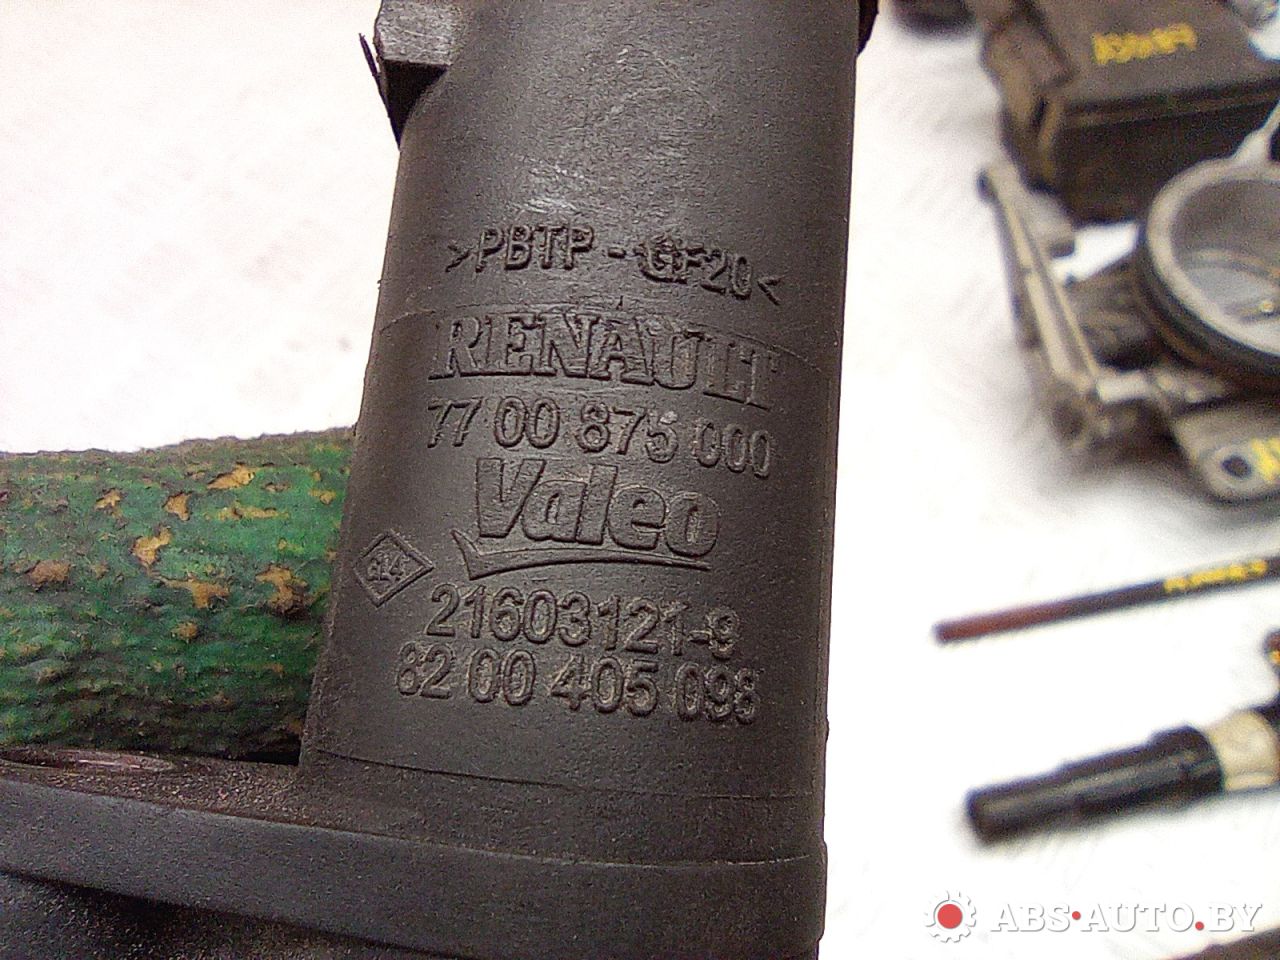 >PBTP-GF20<
RENAULT
77 00 875 000
Valeo
21603121-9
82 00 405 098
ABS•AUTO.BY